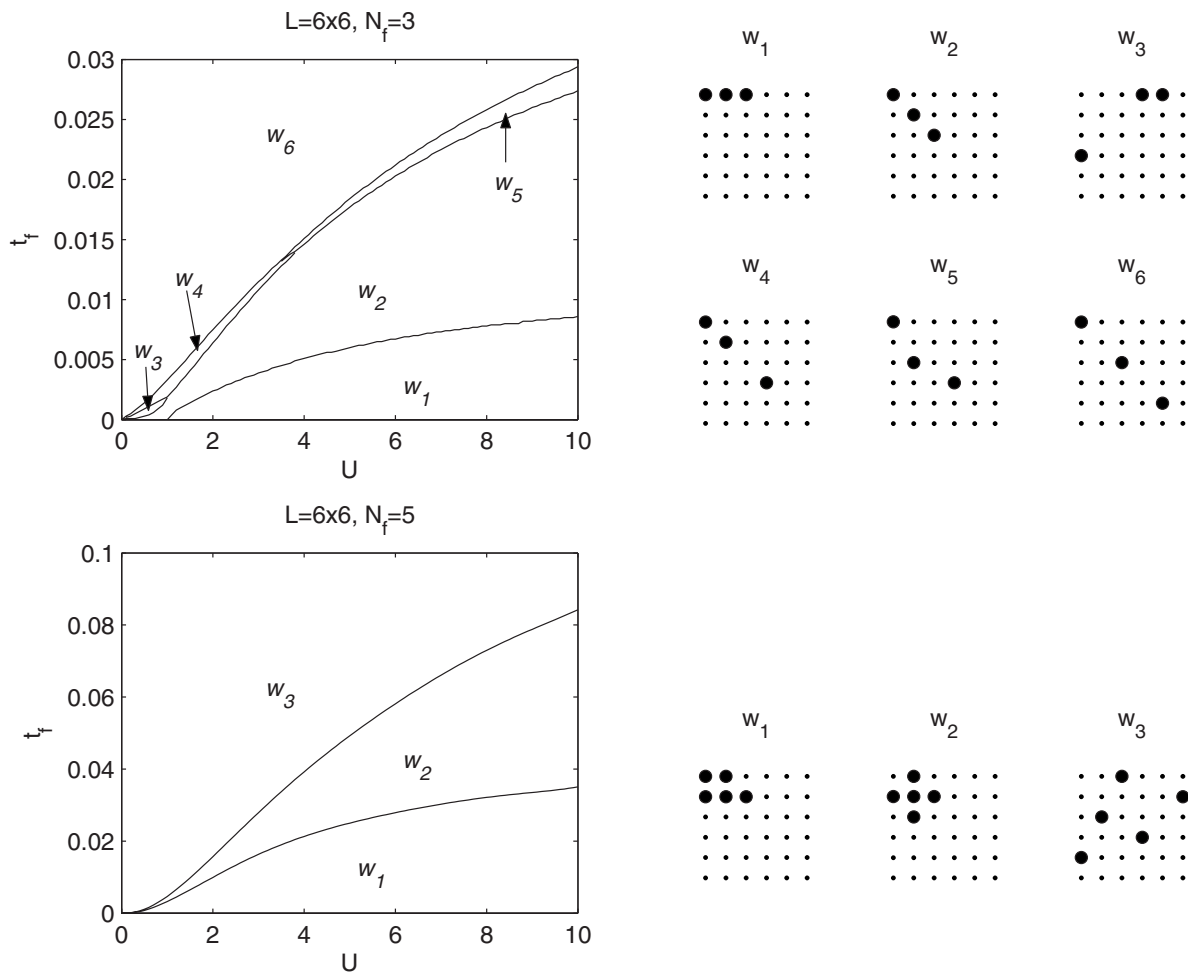 L=6x6, N_f=3
t_f
0.03
0.025
0.02
0.015
0.01
0.005
0
w_6
w_5
w_4
w_3
w_2
w_1
0 2 4 6 8 10
U
w_1 w_2 w_3
w_4 w_5 w_6
L=6x6, N_f=5
t_f
0.1
0.08
0.06
0.04
0.02
0
w_3
w_2
w_1
0 2 4 6 8 10
U
w_1 w_2 w_3